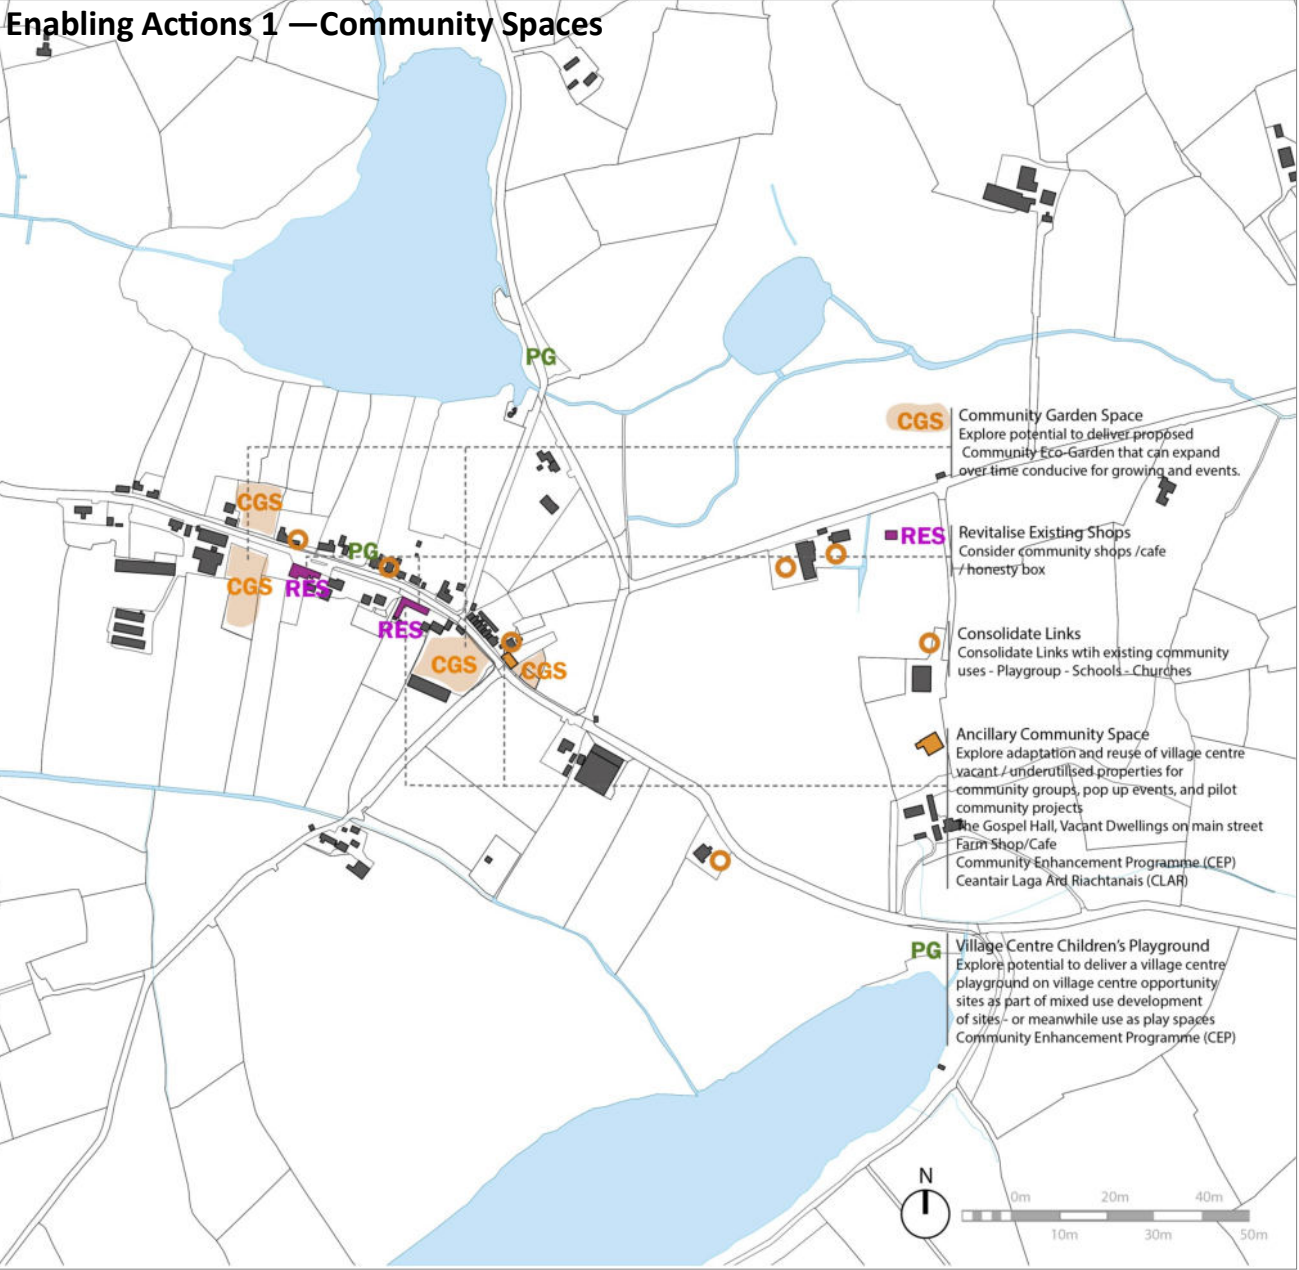 Enabling Actions 1 —Community Spaces
PG
CGS
Community Garden Space
Explore potential to deliver proposed
Community Eco-Garden that can expand
over time conducive for growing and events.
CGS
RES
Revitalise Existing Shops
Consider community shops /cafe
/ honesty box
PG
CGS
RES
RES
CGS
CGS
Consolidate Links
Consolidate Links wtih existing community
uses - Playgroup - Schools - Churches
Ancillary Community Space
Explore adaptation and reuse of village centre
vacant / underutilised properties for
community groups, pop up events, and pilot
community projects
The Gospel Hall, Vacant Dwellings on main street
Farm Shop/Cafe
Community Enhancement Programme (CEP)
Ceantair Laga Ard Riachtanais (CLAR)
PG
Village Centre Children's Playground
Explore potential to deliver a village centre
playground on village centre opportunity
sites as part of mixed use development
of sites - or meanwhile use as play spaces
Community Enhancement Programme (CEP)
N
0m 20m 40m
10m 30m 50m